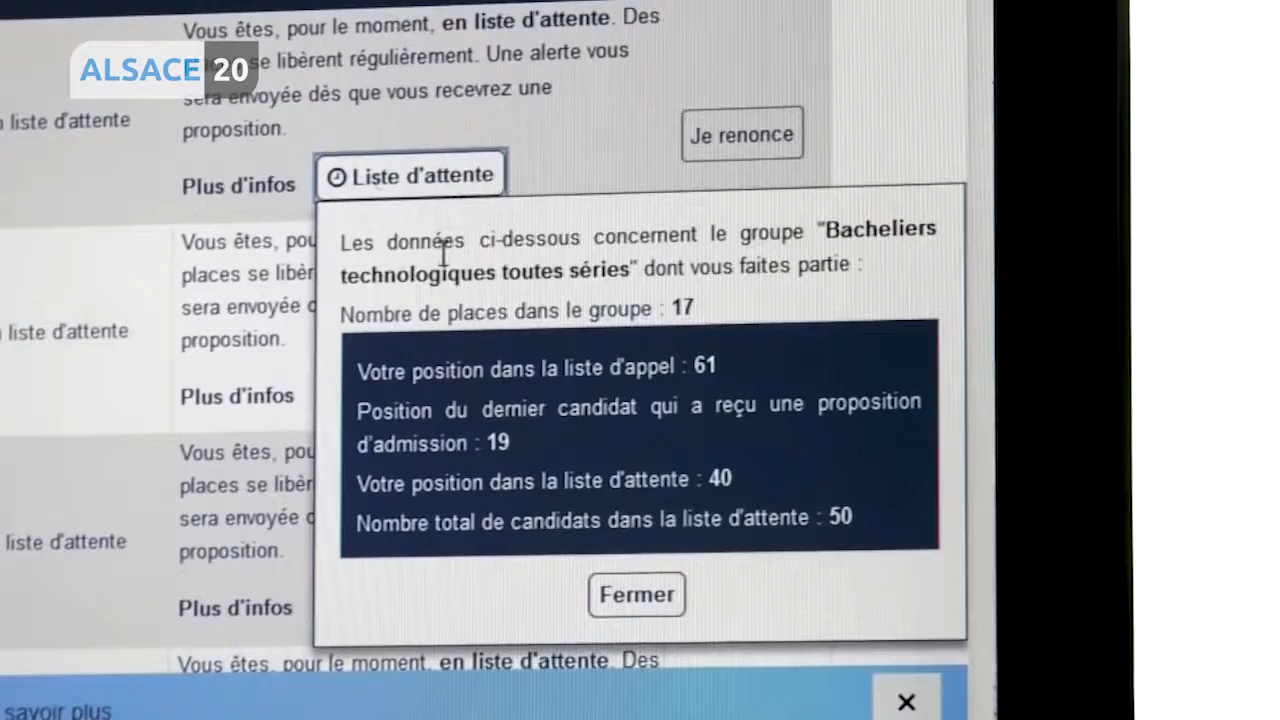 Vous êtes, pour le moment, en liste d'attente. Des
se libèrent régulièrement. Une alerte vous
ALSACE 20
sera envoyée dès que vous recevrez une
liste d'attente
proposition.
Je renonce
Plus d'infos
Liste d'attente
Les données ci-dessous concernent le groupe "Bacheliers
technologiques toutes séries" dont vous faites partie :
Nombre de places dans le groupe : 17
Votre position dans la liste d'appel : 61
Position du dernier candidat qui a reçu une proposition
d'admission : 19
Votre position dans la liste d'attente : 40
Nombre total de candidats dans la liste d'attente : 50
Fermer
Vous êtes,
places se
sera envoyée
liste d'attente
proposition.
Plus d'infos
Vous êtes,
places se
sera envoyée
liste d'attente
proposition.
Plus d'infos
Vous êtes, pour le moment, en liste d'attente. Des
savoir plus